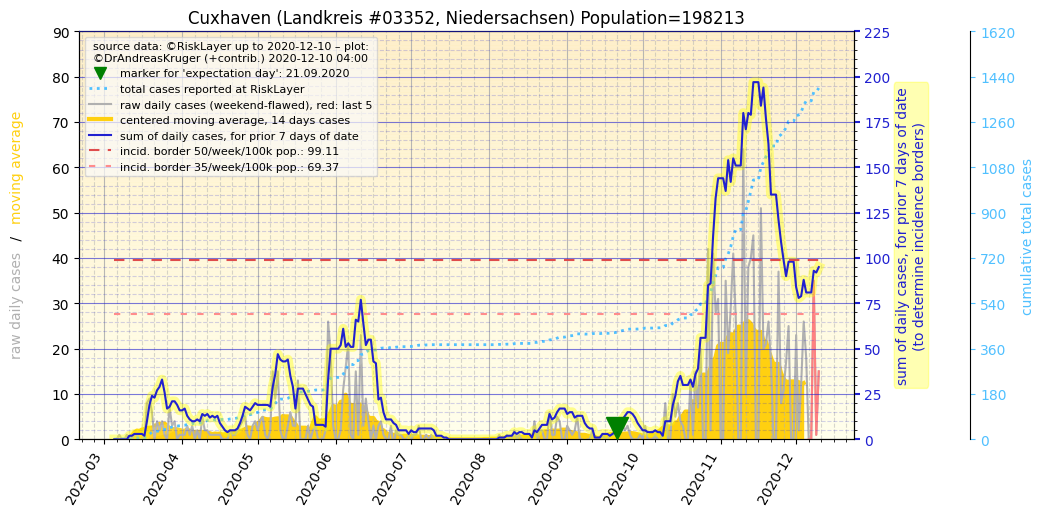 Cuxhaven (Landkreis #03352, Niedersachsen) Population=198213
source data: ©RiskLayer up to 2020-12-10 – plot:
©DrAndreasKruger (+contrib.) 2020-12-10 04:00
marker for 'expectation day': 21.09.2020
total cases reported at RiskLayer
raw daily cases (weekend-flawed), red: last 5
centered moving average, 14 days cases
sum of daily cases, for prior 7 days of date
incid. border 50/week/100k pop.: 99.11
incid. border 35/week/100k pop.: 69.37
raw daily cases / moving average
90
80
70
60
50
40
30
20
10
0
2020-03
2020-04
2020-05
2020-06
2020-07
2020-08
2020-09
2020-10
2020-11
2020-12
225
200
175
150
125
100
75
50
25
0
sum of daily cases, for prior 7 days of date
(to determine incidence borders)
1620
1440
1260
1080
900
720
540
360
180
0
cumulative total cases